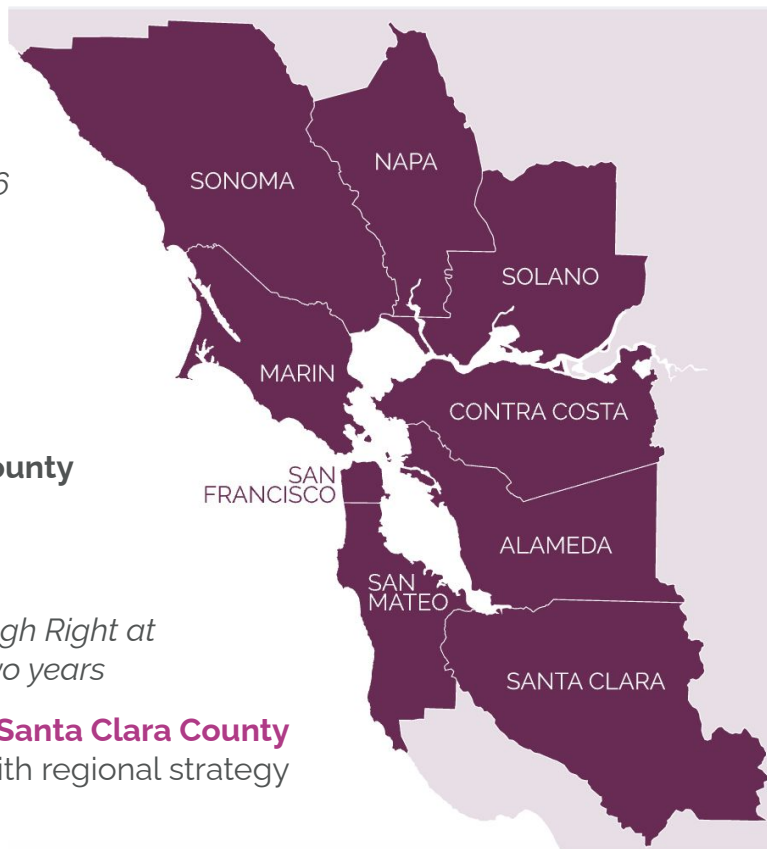 6
ounty
gh Right at
years
Santa Clara County
ith regional strategy
SONOMA
NAPA
SOLANO
MARIN
CONTRA COSTA
SAN
FRANCISCO
ALAMEDA
SAN
MATEO
SANTA CLARA